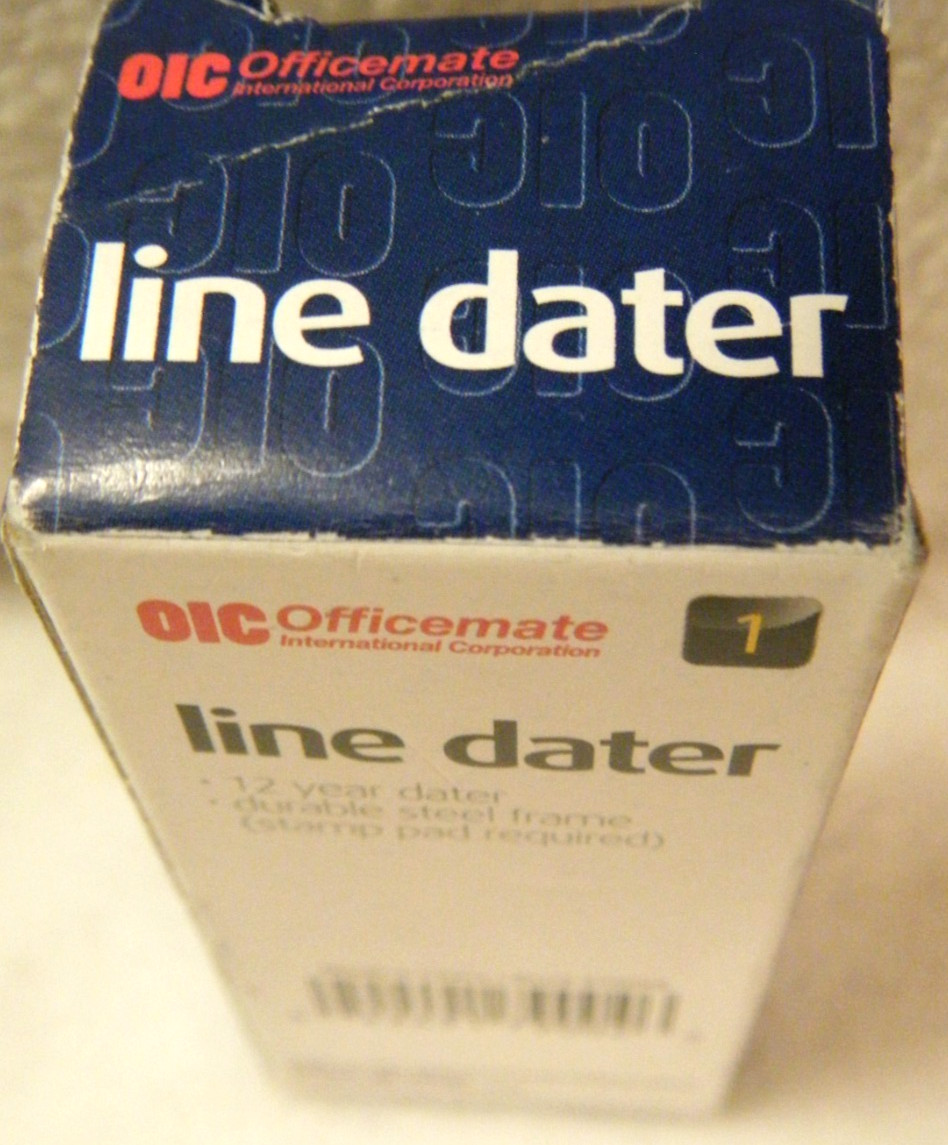 OIC Officemate
International Corporation
line dater
OIC Officemate
International Corporation
1
line dater
· 12 year dater
· durable steel frame
(stamp pad required)